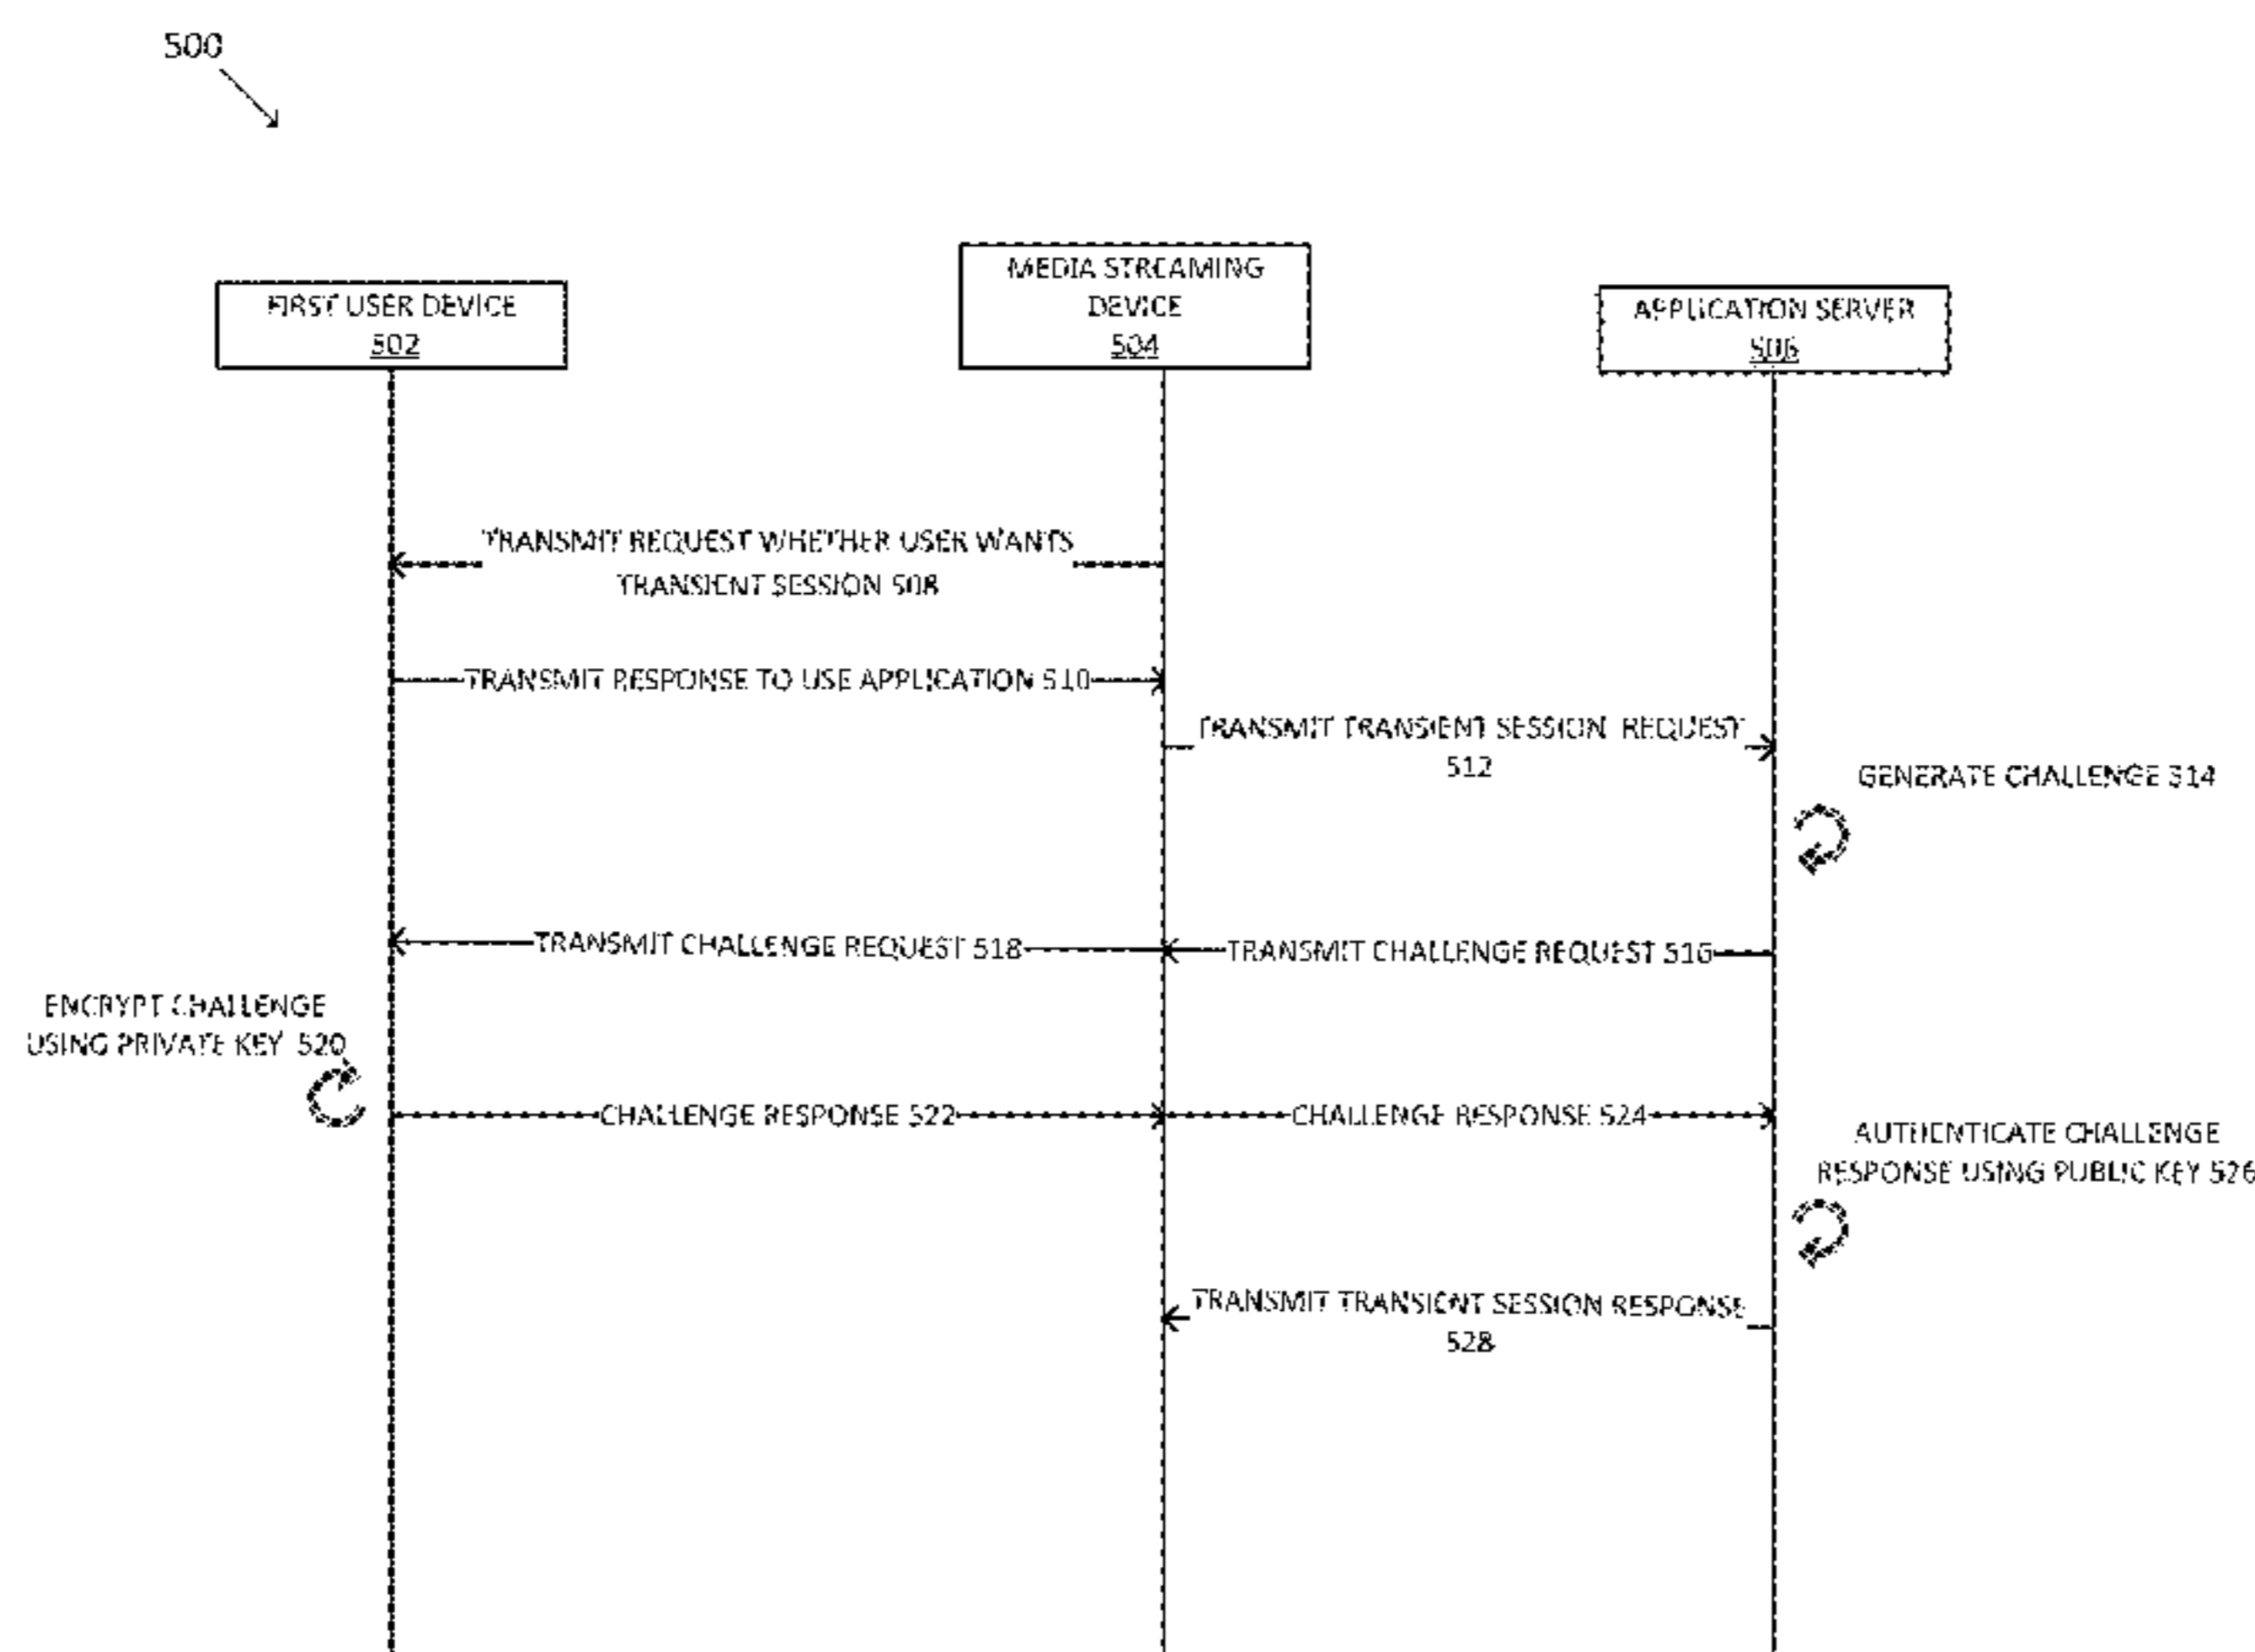 500
FIRST USER DEVICE
502
MEDIA STREAMING
DEVICE
504
APPLICATION SERVER
506
TRANSMIT REQUEST WHETHER USER WANTS
TRANSIENT SESSION 508
TRANSMIT RESPONSE TO USE APPLICATION 510
TRANSMIT TRANSIENT SESSION REQUEST
512
GENERATE CHALLENGE 514
TRANSMIT CHALLENGE REQUEST 518
TRANSMIT CHALLENGE REQUEST 516
ENCRYPT CHALLENGE
USING PRIVATE KEY 520
CHALLENGE RESPONSE 522
CHALLENGE RESPONSE 524
AUTHENTICATE CHALLENGE
RESPONSE USING PUBLIC KEY 526
TRANSMIT TRANSIENT SESSION RESPONSE
528